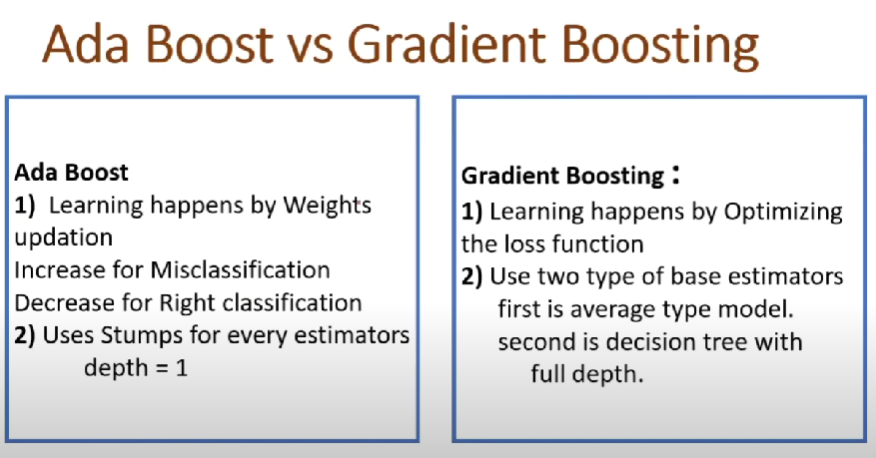 Ada Boost vs Gradient Boosting
Ada Boost
1) Learning happens by Weights
updation
Increase for Misclassification
Decrease for Right classification
2) Uses Stumps for every estimators
depth = 1
Gradient Boosting :
1) Learning happens by Optimizing
the loss function
2) Use two type of base estimators
first is average type model.
second is decision tree with
full depth.